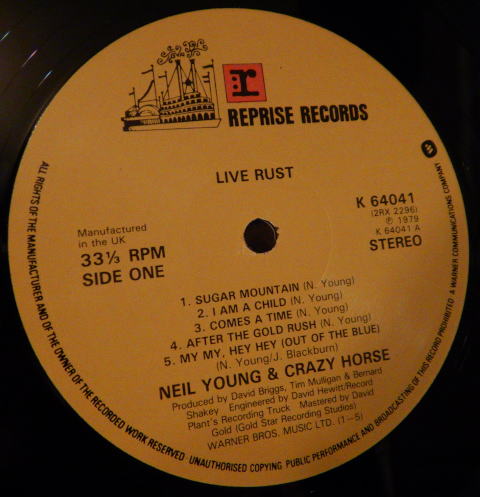 r
REPRISE RECORDS
LIVE RUST
Manufactured
in the UK
33⅓ RPM
SIDE ONE
K 64041
(2RX 2296)
℗ 1979
K 64041 A
STEREO
1. SUGAR MOUNTAIN (N. Young)
2. I AM A CHILD (N. Young)
3. COMES A TIME (N. Young)
4. AFTER THE GOLD RUSH (N. Young)
5. MY MY, HEY HEY (OUT OF THE BLUE)
(N. Young/J. Blackburn)
NEIL YOUNG & CRAZY HORSE
Produced by David Briggs, Tim Mulligan & Bernard
Shakey Engineered by David Hewitt/Record
Plant's Recording Truck Mastered by David
Gold (Gold Star Recording Studios)
WARNER BROS. MUSIC LTD. (1–5)
ALL RIGHTS OF THE MANUFACTURER AND OF THE OWNER OF THE RECORDED WORK RESERVED · UNAUTHORISED COPYING PUBLIC PERFORMANCE AND BROADCASTING OF THIS RECORD PROHIBITED · A WARNER COMMUNICATIONS COMPANY